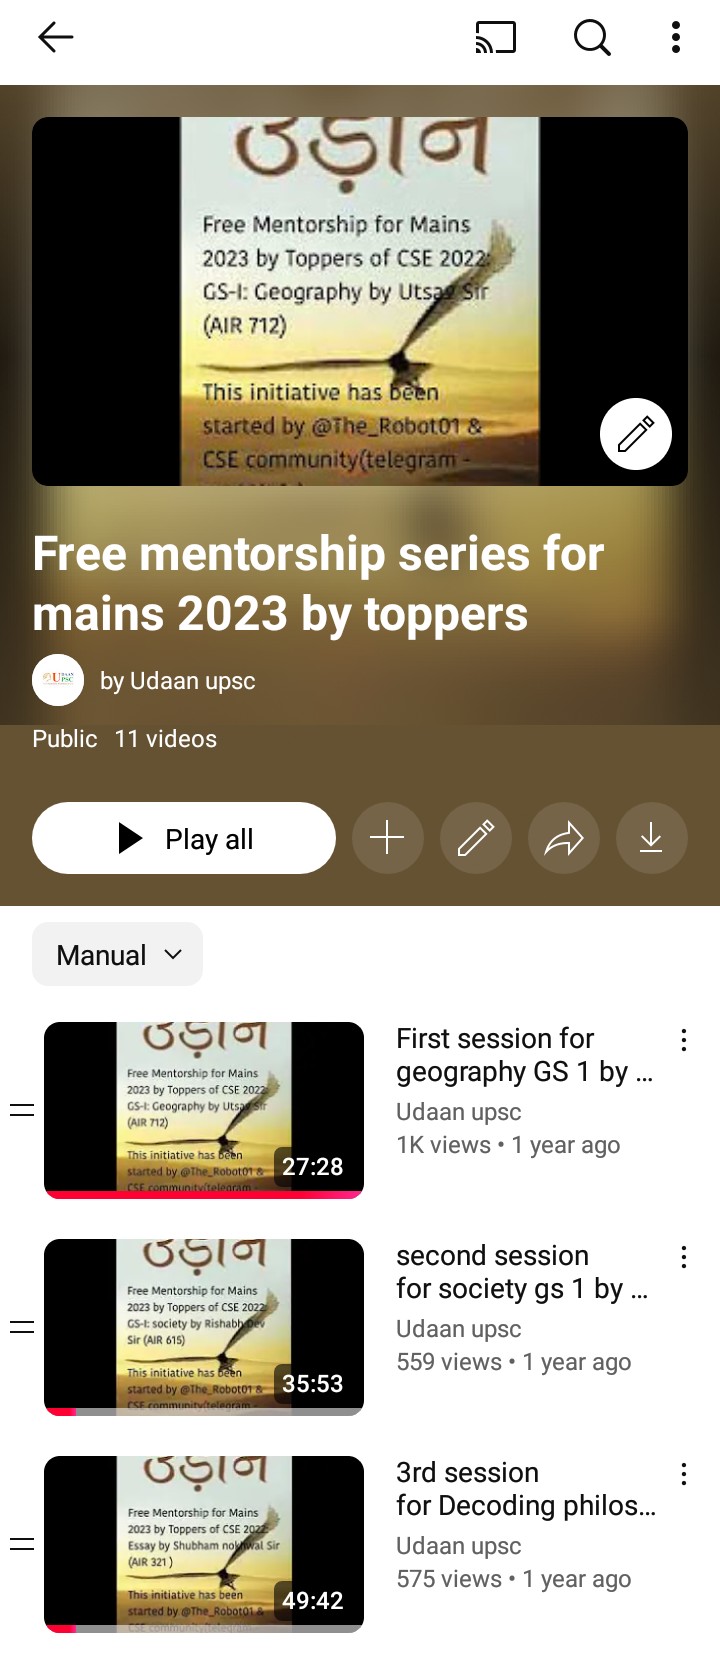 उड़ान
Free Mentorship for Mains
2023 by Toppers of CSE 2022:
GS-I: Geography by Utsav Sir
(AIR 712)
This initiative has been
started by @The_Robot01 &
CSE community(telegram -
Free mentorship series for
mains 2023 by toppers
by Udaan upsc
Public 11 videos
Play all
Manual
उड़ान
Free Mentorship for Mains
2023 by Toppers of CSE 2022:
GS-I: Geography by Utsav Sir
(AIR 712)
This initiative has been
started by @The_Robot01 &
CSE community(telegram -
27:28
First session for
geography GS 1 by ...
Udaan upsc
1K views • 1 year ago
उड़ान
Free Mentorship for Mains
2023 by Toppers of CSE 2022
GS-I: society by Rishabh Dev
Sir (AIR 615)
This initiative has been
started by @The_Robot01 &
CSE community(telegram -
35:53
second session
for society gs 1 by ...
Udaan upsc
559 views • 1 year ago
उड़ान
Free Mentorship for Mains
2023 by Toppers of CSE 2022:
Essay by Shubham nokhwal Sir
(AIR 321 )
This initiative has been
started by @The_Robot01 &
CSE community(telegram
49:42
3rd session
for Decoding philos...
Udaan upsc
575 views • 1 year ago